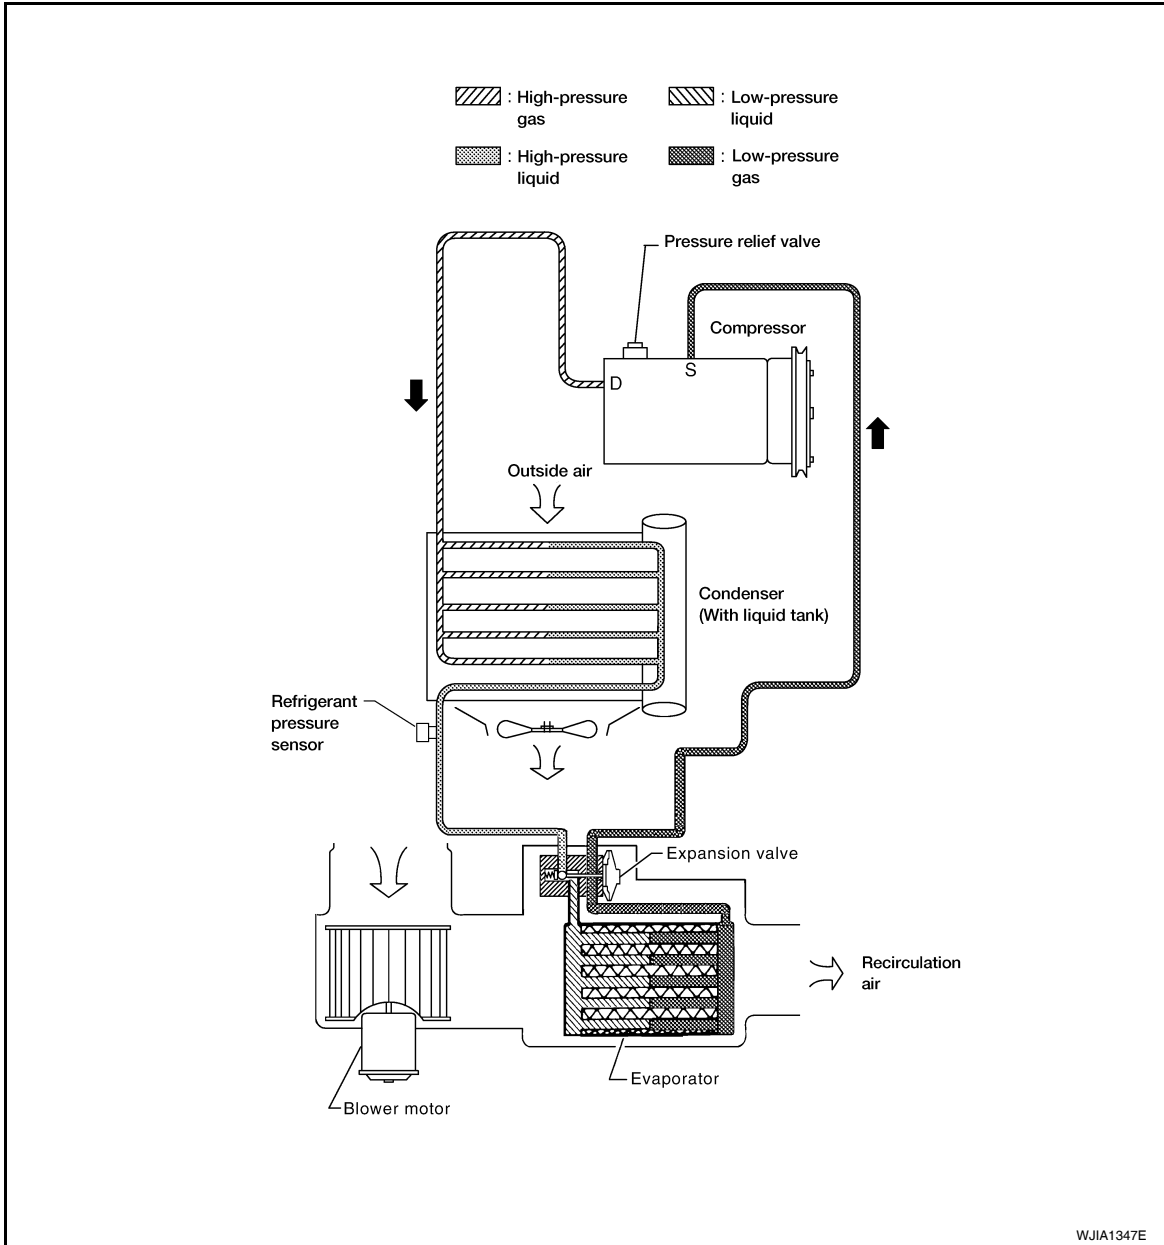 : High-pressure
gas
: Low-pressure
liquid
: High-pressure
liquid
: Low-pressure
gas
Pressure relief valve
Compressor
S
D
Outside air
Condenser
(With liquid tank)
Refrigerant
pressure
sensor
Expansion valve
Recirculation
air
Evaporator
Blower motor
WJIA1347E